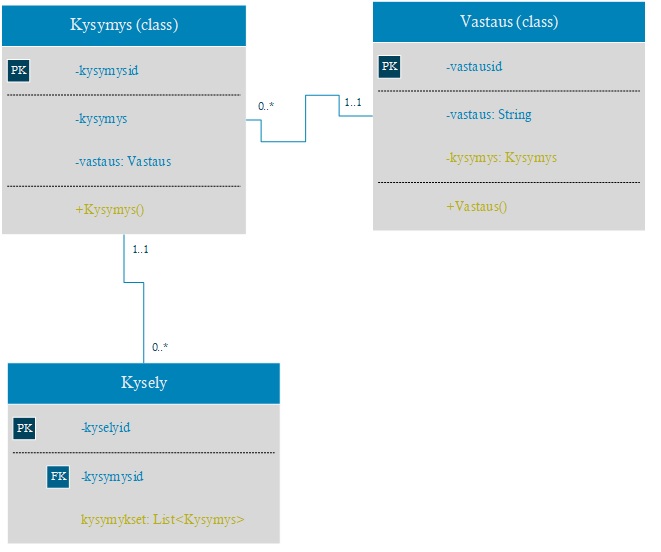 Kysymys (class)
PK -kysymysid
-kysymys
-vastaus: Vastaus
+Kysymys()
0..*
1..1
Vastaus (class)
PK -vastausid
-vastaus: String
-kysymys: Kysymys
+Vastaus()
1..1
0..*
Kysely
PK -kyselyid
FK -kysymysid
kysymykset: List<Kysymys>